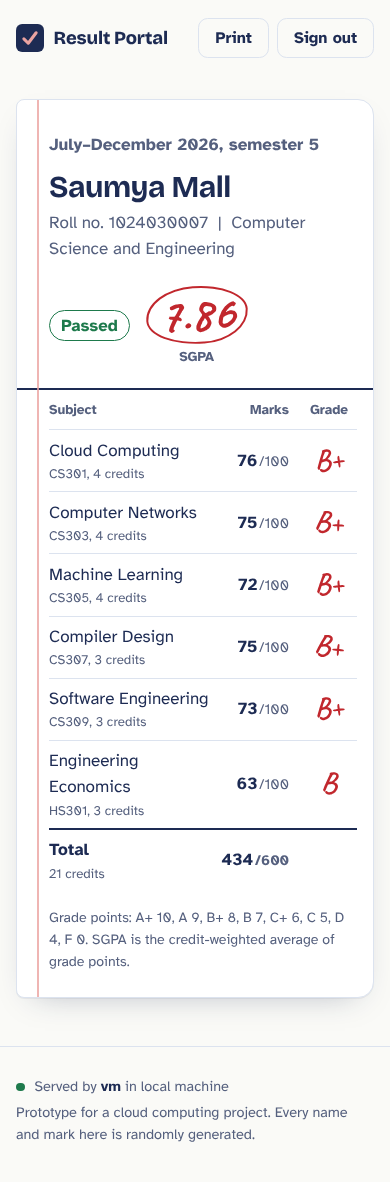 Result Portal
Print
Sign out
July–December 2026, semester 5
Saumya Mall
Roll no. 1024030007 | Computer
Science and Engineering
Passed
7.86
SGPA
Subject Marks Grade
Cloud Computing
CS301, 4 credits
76/100 B+
Computer Networks
CS303, 4 credits
75/100 B+
Machine Learning
CS305, 4 credits
72/100 B+
Compiler Design
CS307, 3 credits
75/100 B+
Software Engineering
CS309, 3 credits
73/100 B+
Engineering
Economics
HS301, 3 credits
63/100 B
Total
21 credits
434/600
Grade points: A+ 10, A 9, B+ 8, B 7, C+ 6, C 5, D
4, F 0. SGPA is the credit-weighted average of
grade points.
Served by vm in local machine
Prototype for a cloud computing project. Every name
and mark here is randomly generated.